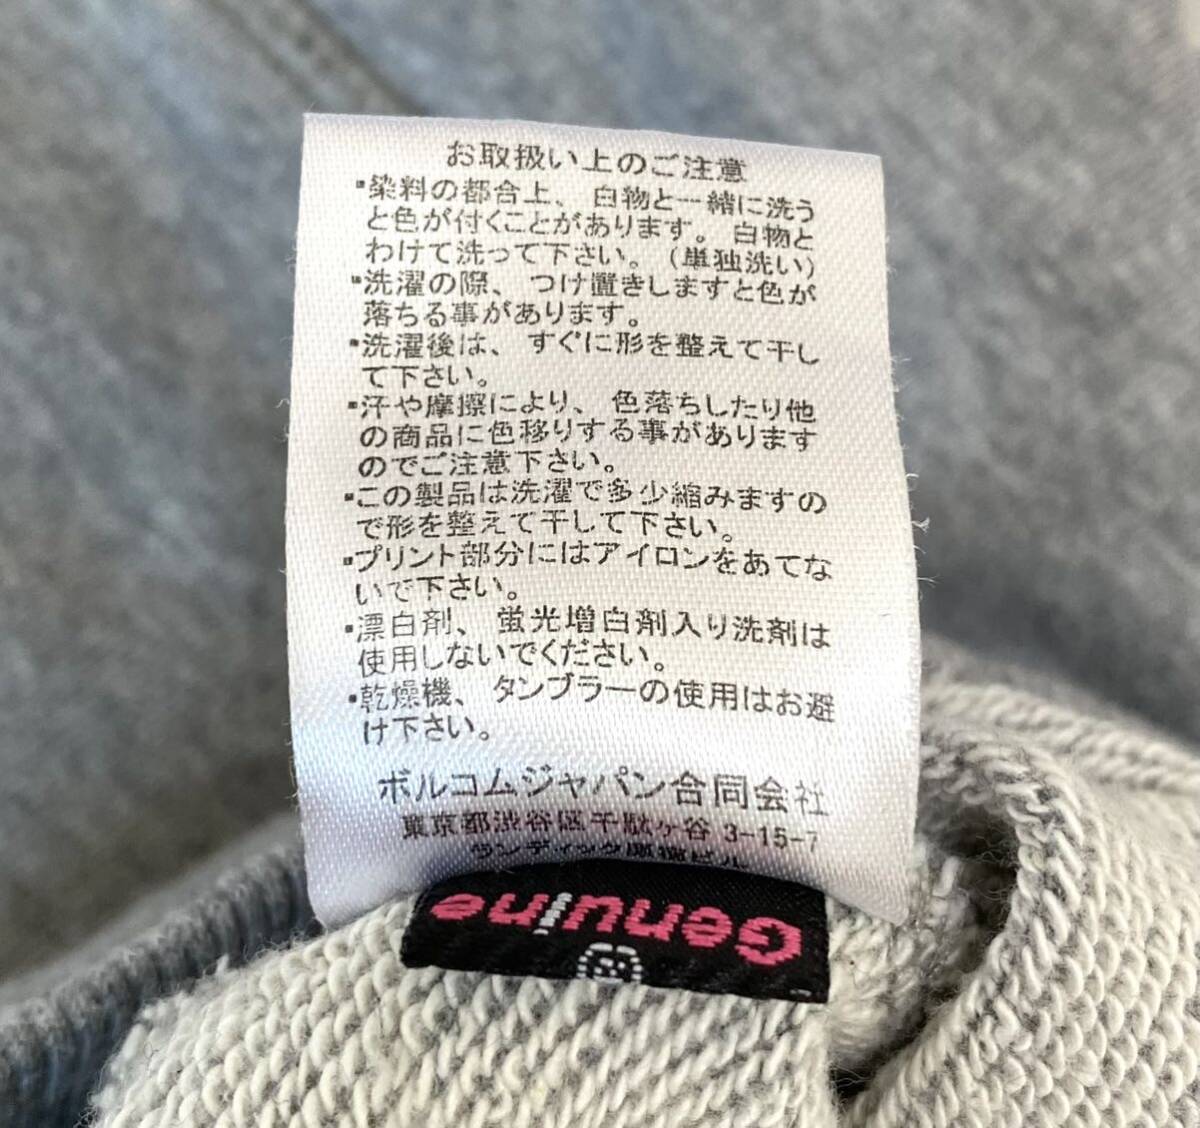 お取扱い上のご注意
・染料の都合上、白物と一緒に洗う
と色が付くことがあります。白物と
わけて洗って下さい。（単独洗い）
・洗濯の際、つけ置きしますと色が
落ちる事があります。
・洗濯後は、すぐに形を整えて干し
て下さい。
・汗や摩擦により、色落ちしたり他
の商品に色移りする事があります
のでご注意下さい。
・この製品は洗濯で多少縮みますの
で形を整えて干して下さい。
・プリント部分にはアイロンをあてな
いで下さい。
・漂白剤、蛍光増白剤入り洗剤は
使用しないでください。
・乾燥機、タンブラーの使用はお避
け下さい。
ボルコムジャパン合同会社
東京都渋谷区千駄ヶ谷 3-15-7
Genuine